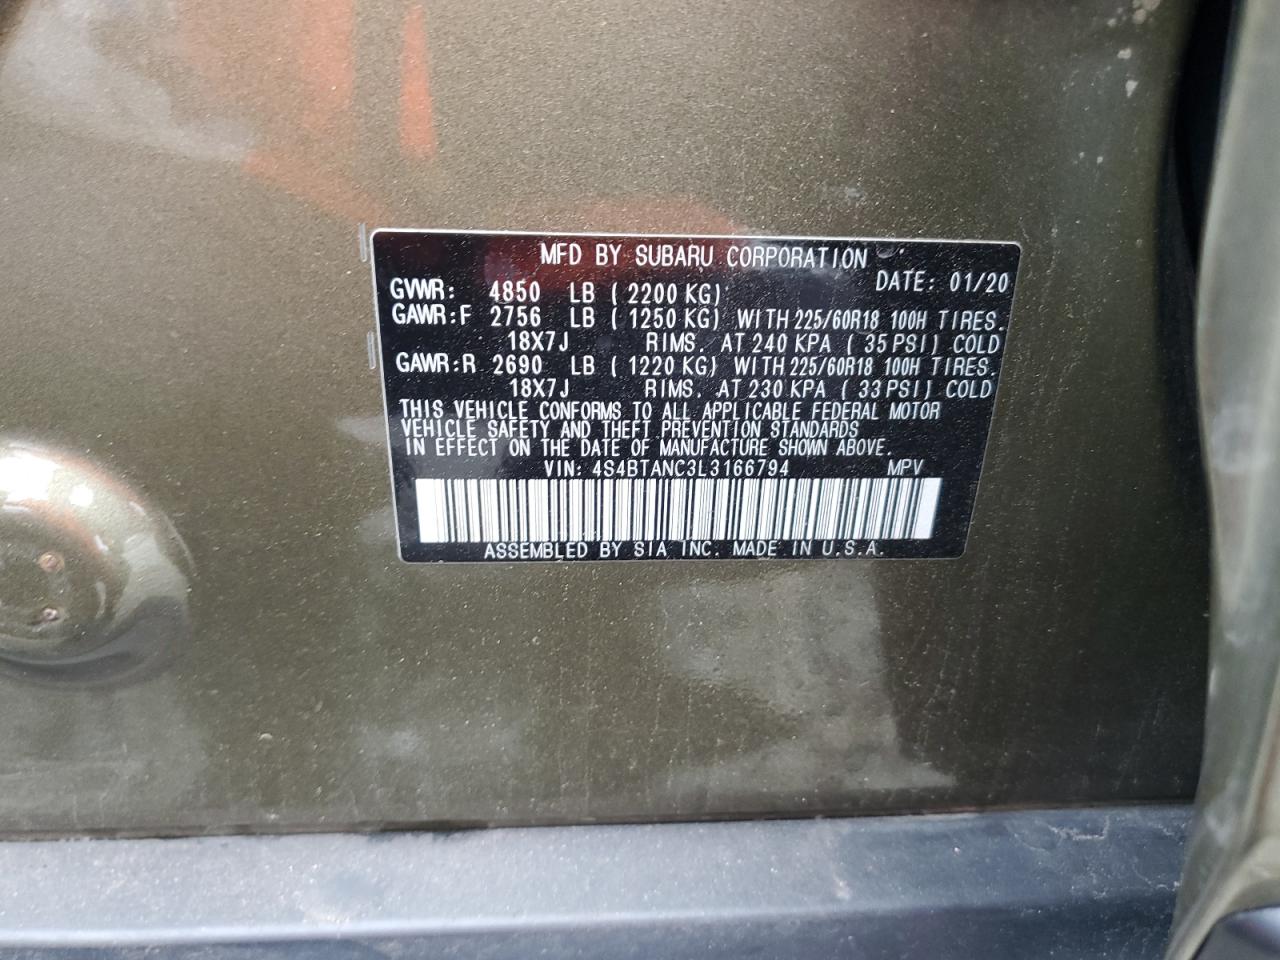 MFD BY SUBARU CORPORATION
DATE: 01/20
GVWR: 4850 LB ( 2200 KG)
GAWR:F 2756 LB ( 1250 KG) WITH 225/60R18 100H TIRES.
18X7J RIMS. AT 240 KPA ( 35 PSI) COLD
GAWR:R 2690 LB ( 1220 KG) WITH 225/60R18 100H TIRES.
18X7J RIMS. AT 230 KPA ( 33 PSI) COLD
THIS VEHICLE CONFORMS TO ALL APPLICABLE FEDERAL MOTOR
VEHICLE SAFETY AND THEFT PREVENTION STANDARDS
IN EFFECT ON THE DATE OF MANUFACTURE SHOWN ABOVE.
VIN: 4S4BTANC3L3166794 MPV
ASSEMBLED BY SIA INC. MADE IN U.S.A.